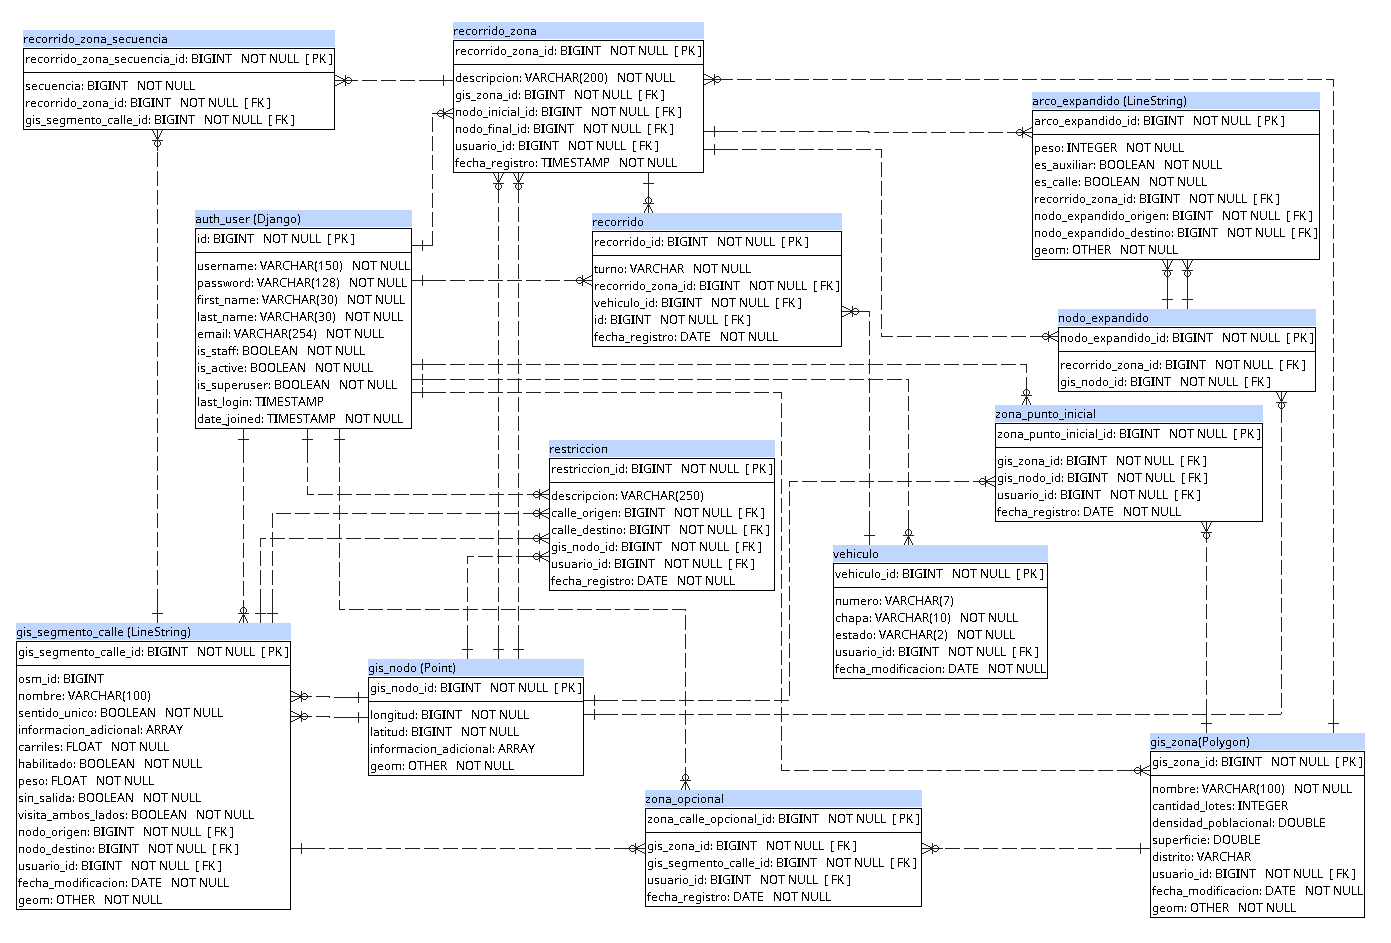 recorrido_zona_secuencia
recorrido_zona_secuencia_id: BIGINT NOT NULL [ PK ]
secuencia: BIGINT NOT NULL
recorrido_zona_id: BIGINT NOT NULL [ FK ]
gis_segmento_calle_id: BIGINT NOT NULL [ FK ]
recorrido_zona
recorrido_zona_id: BIGINT NOT NULL [ PK ]
descripcion: VARCHAR(200) NOT NULL
gis_zona_id: BIGINT NOT NULL [ FK ]
nodo_inicial_id: BIGINT NOT NULL [ FK ]
nodo_final_id: BIGINT NOT NULL [ FK ]
usuario_id: BIGINT NOT NULL [ FK ]
fecha_registro: TIMESTAMP NOT NULL
arco_expandido (LineString)
arco_expandido_id: BIGINT NOT NULL [ PK ]
peso: INTEGER NOT NULL
es_auxiliar: BOOLEAN NOT NULL
es_calle: BOOLEAN NOT NULL
recorrido_zona_id: BIGINT NOT NULL [ FK ]
nodo_expandido_origen: BIGINT NOT NULL [ FK ]
nodo_expandido_destino: BIGINT NOT NULL [ FK ]
geom: OTHER NOT NULL
auth_user (Django)
id: BIGINT NOT NULL [ PK ]
username: VARCHAR(150) NOT NULL
password: VARCHAR(128) NOT NULL
first_name: VARCHAR(30) NOT NULL
last_name: VARCHAR(30) NOT NULL
email: VARCHAR(254) NOT NULL
is_staff: BOOLEAN NOT NULL
is_active: BOOLEAN NOT NULL
is_superuser: BOOLEAN NOT NULL
last_login: TIMESTAMP
date_joined: TIMESTAMP NOT NULL
recorrido
recorrido_id: BIGINT NOT NULL [ PK ]
turno: VARCHAR NOT NULL
recorrido_zona_id: BIGINT NOT NULL [ FK ]
vehiculo_id: BIGINT NOT NULL [ FK ]
id: BIGINT NOT NULL [ FK ]
fecha_registro: DATE NOT NULL
nodo_expandido
nodo_expandido_id: BIGINT NOT NULL [ PK ]
recorrido_zona_id: BIGINT NOT NULL [ FK ]
gis_nodo_id: BIGINT NOT NULL [ FK ]
zona_punto_inicial
zona_punto_inicial_id: BIGINT NOT NULL [ PK ]
gis_zona_id: BIGINT NOT NULL [ FK ]
gis_nodo_id: BIGINT NOT NULL [ FK ]
usuario_id: BIGINT NOT NULL [ FK ]
fecha_registro: DATE NOT NULL
restriccion
restriccion_id: BIGINT NOT NULL [ PK ]
descripcion: VARCHAR(250)
calle_origen: BIGINT NOT NULL [ FK ]
calle_destino: BIGINT NOT NULL [ FK ]
gis_nodo_id: BIGINT NOT NULL [ FK ]
usuario_id: BIGINT NOT NULL [ FK ]
fecha_registro: DATE NOT NULL
vehiculo
vehiculo_id: BIGINT NOT NULL [ PK ]
numero: VARCHAR(7)
chapa: VARCHAR(10) NOT NULL
estado: VARCHAR(2) NOT NULL
usuario_id: BIGINT NOT NULL [ FK ]
fecha_modificacion: DATE NOT NULL
gis_segmento_calle (LineString)
gis_segmento_calle_id: BIGINT NOT NULL [ PK ]
osm_id: BIGINT
nombre: VARCHAR(100)
sentido_unico: BOOLEAN NOT NULL
informacion_adicional: ARRAY
carriles: FLOAT NOT NULL
habilitado: BOOLEAN NOT NULL
peso: FLOAT NOT NULL
sin_salida: BOOLEAN NOT NULL
visita_ambos_lados: BOOLEAN NOT NULL
nodo_origen: BIGINT NOT NULL [ FK ]
nodo_destino: BIGINT NOT NULL [ FK ]
usuario_id: BIGINT NOT NULL [ FK ]
fecha_modificacion: DATE NOT NULL
geom: OTHER NOT NULL
gis_nodo (Point)
gis_nodo_id: BIGINT NOT NULL [ PK ]
longitud: BIGINT NOT NULL
latitud: BIGINT NOT NULL
informacion_adicional: ARRAY
geom: OTHER NOT NULL
zona_opcional
zona_calle_opcional_id: BIGINT NOT NULL [ PK ]
gis_zona_id: BIGINT NOT NULL [ FK ]
gis_segmento_calle_id: BIGINT NOT NULL [ FK ]
usuario_id: BIGINT NOT NULL [ FK ]
fecha_registro: DATE NOT NULL
gis_zona(Polygon)
gis_zona_id: BIGINT NOT NULL [ PK ]
nombre: VARCHAR(100) NOT NULL
cantidad_lotes: INTEGER
densidad_poblacional: DOUBLE
superficie: DOUBLE
distrito: VARCHAR
usuario_id: BIGINT NOT NULL [ FK ]
fecha_modificacion: DATE NOT NULL
geom: OTHER NOT NULL